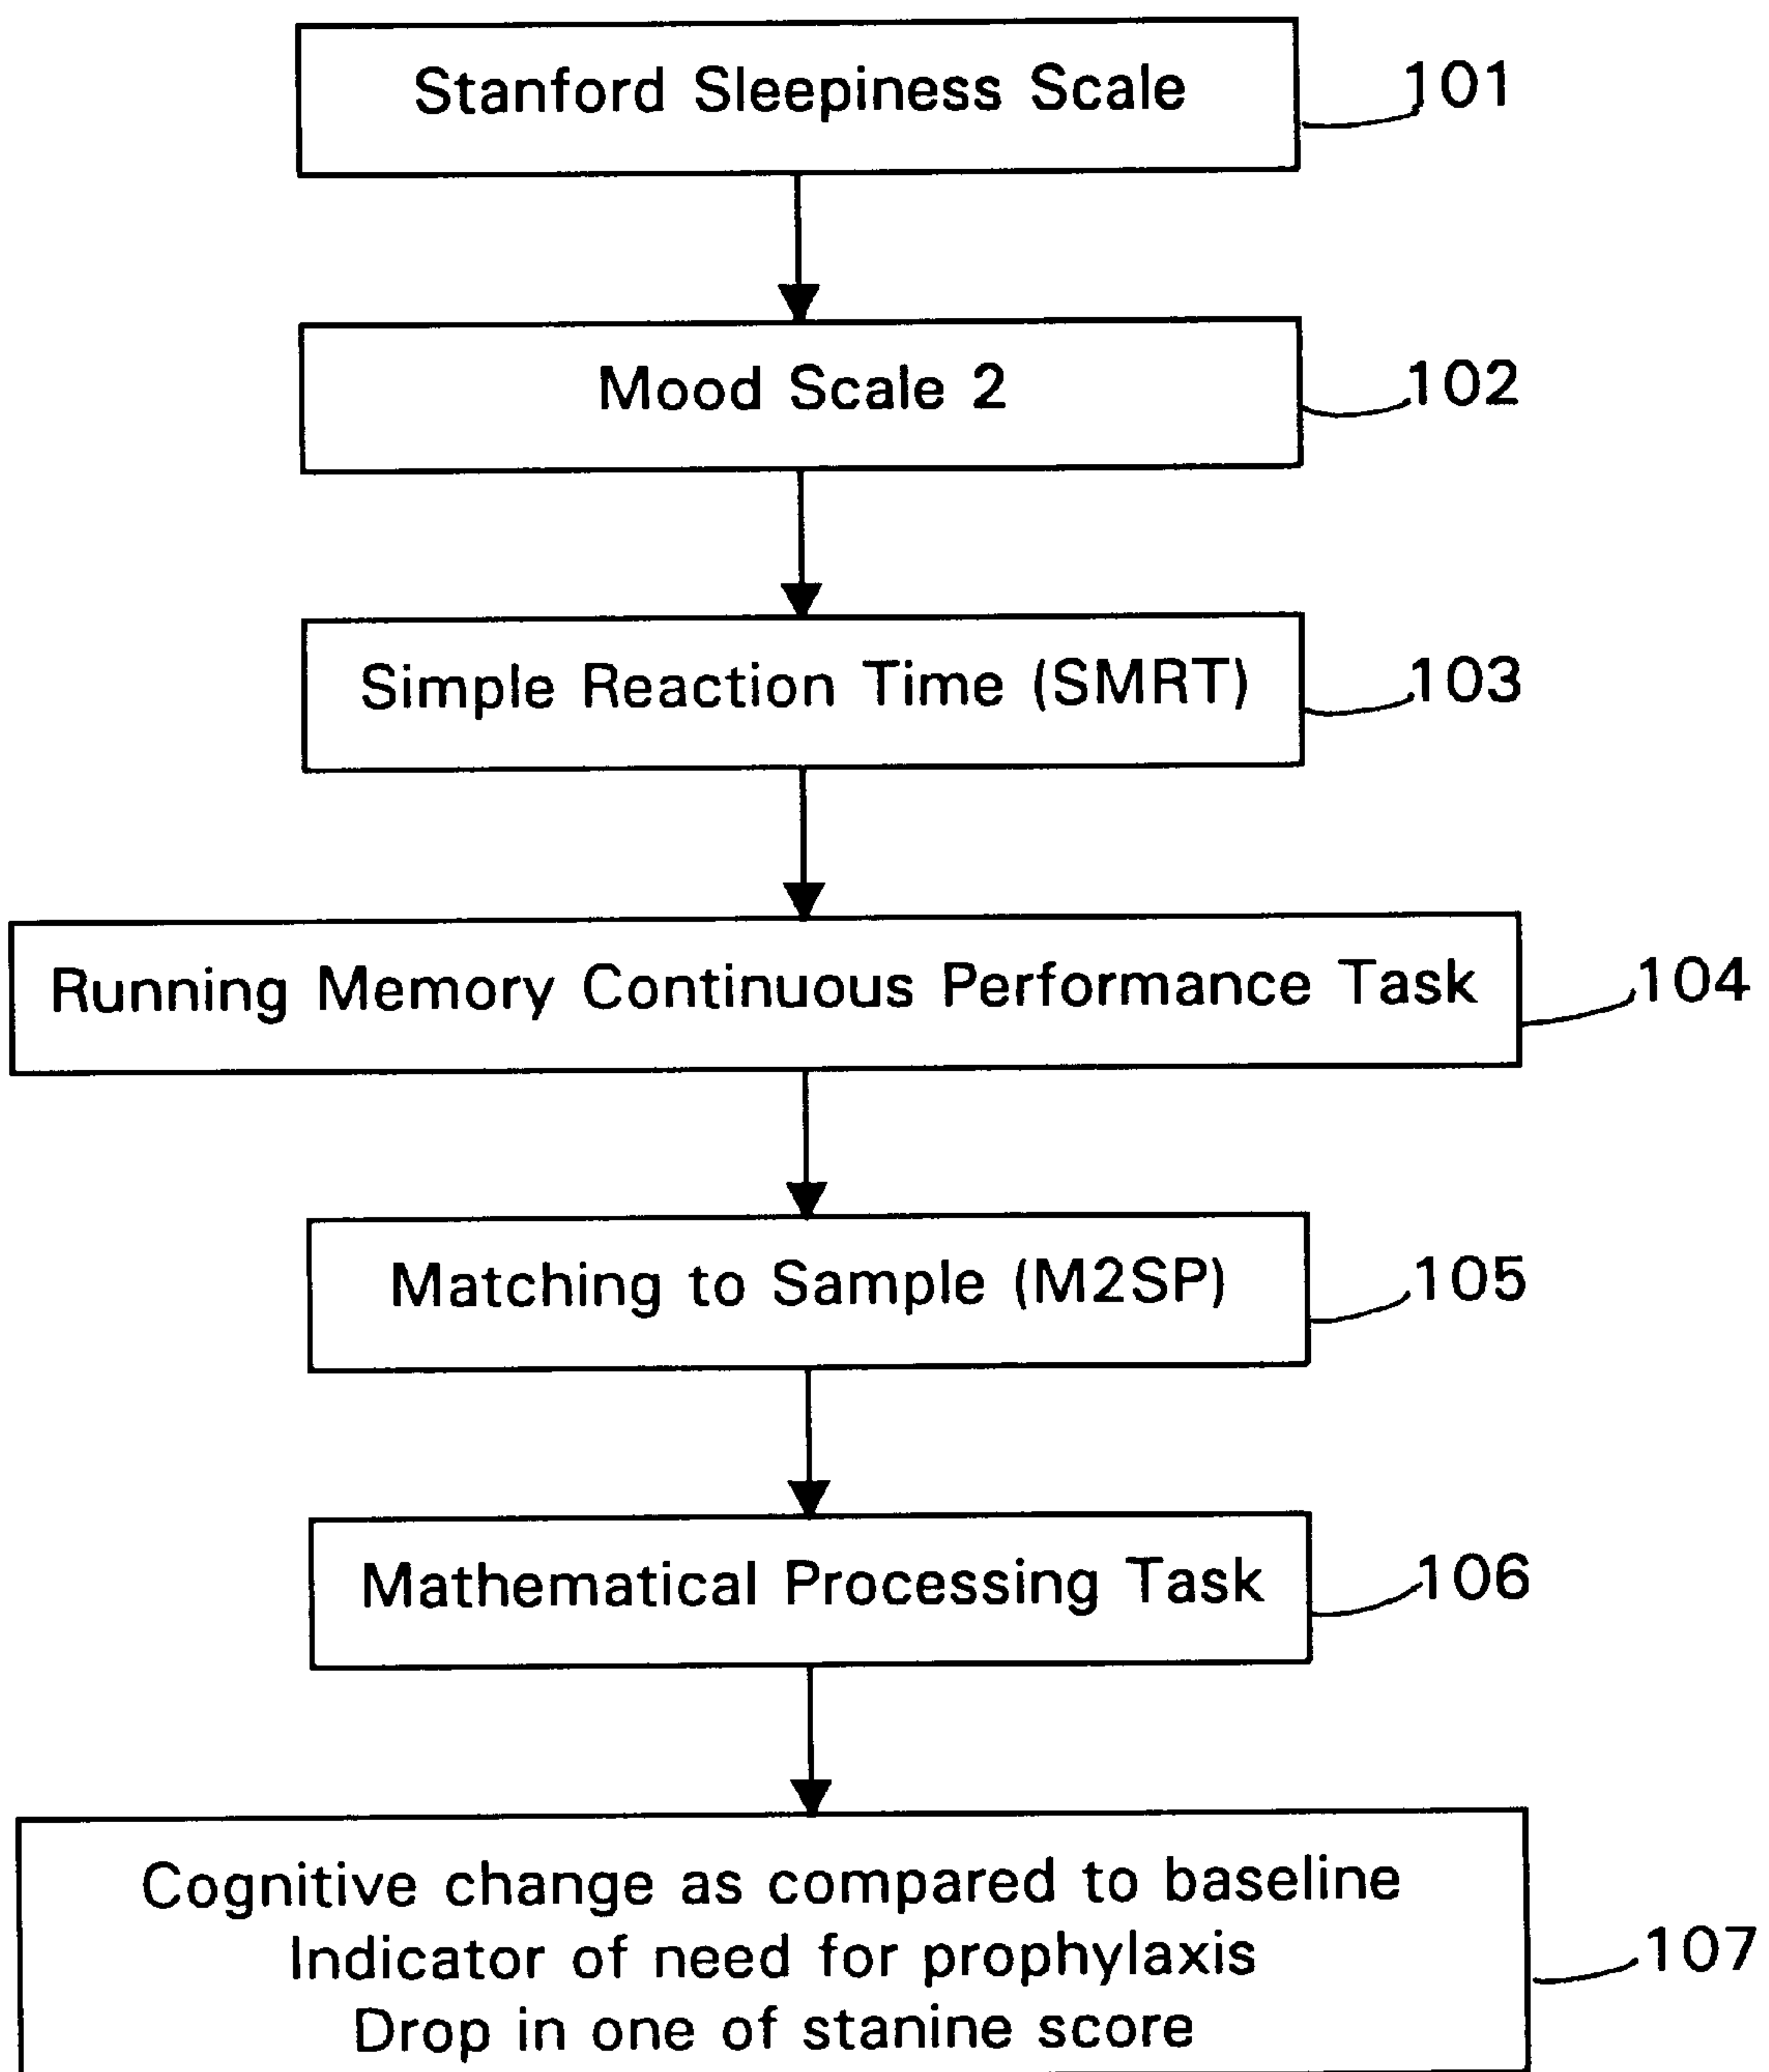 Stanford Sleepiness Scale
101
Mood Scale 2
102
Simple Reaction Time (SMRT)
103
Running Memory Continuous Performance Task
104
Matching to Sample (M2SP)
105
Mathematical Processing Task
106
Cognitive change as compared to baseline
Indicator of need for prophylaxis
Drop in one of stanine score
107